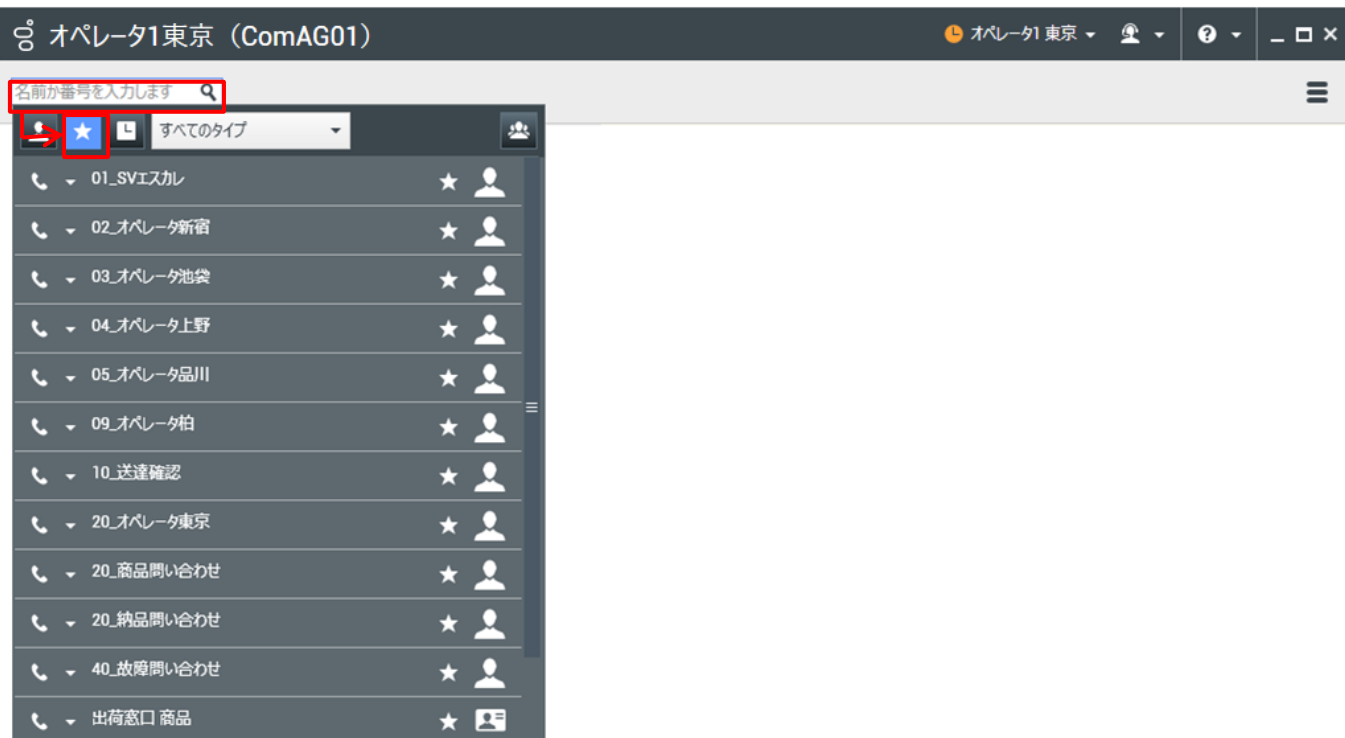 オペレータ1東京（ComAG01）
オペレータ1 東京
名前か番号を入力します
すべてのタイプ
01_SVエスカレ
02_オペレータ新宿
03_オペレータ池袋
04_オペレータ上野
05_オペレータ品川
09_オペレータ柏
10_送達確認
20_オペレータ東京
20_商品問い合わせ
20_納品問い合わせ
40_故障問い合わせ
出荷窓口 商品